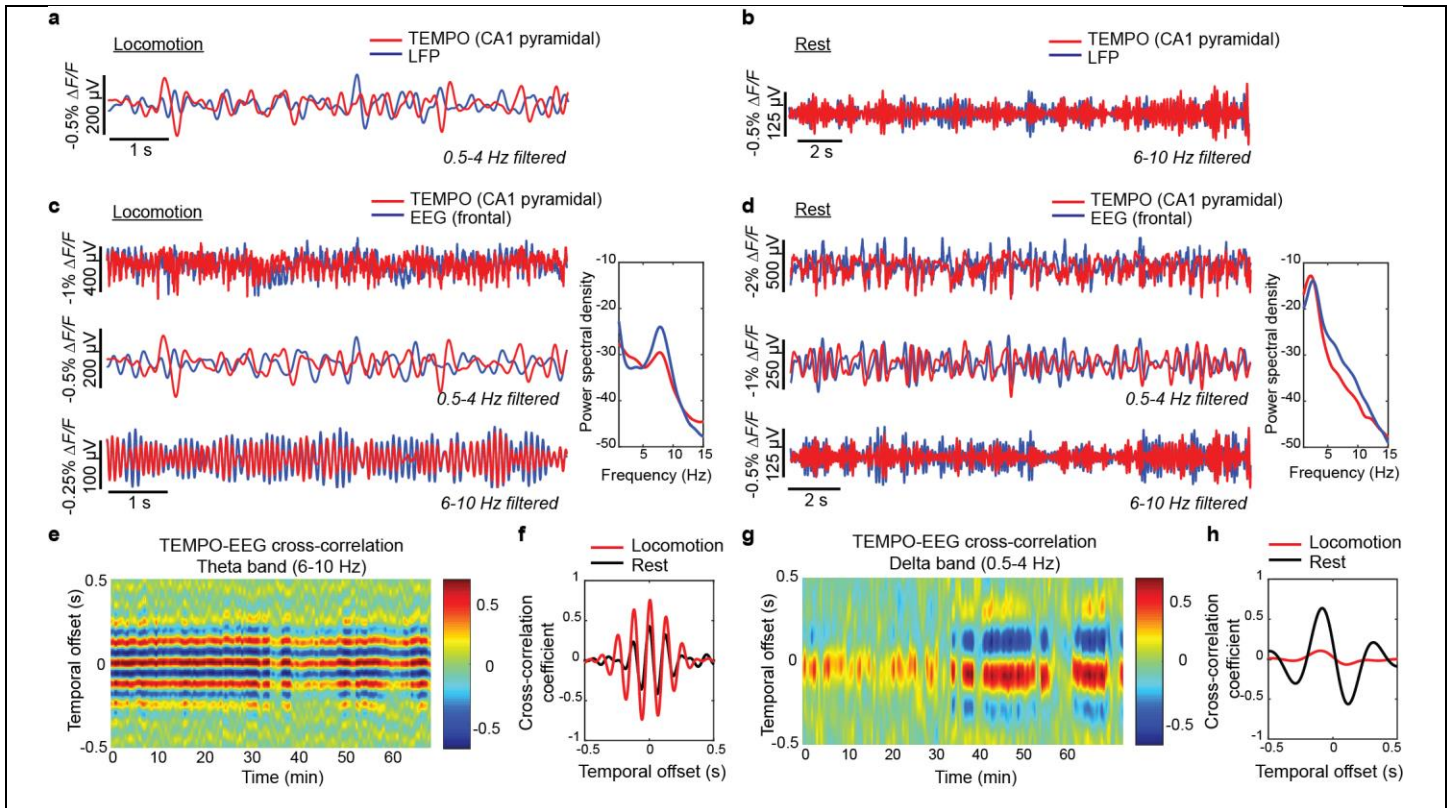 a
Locomotion
TEMPO (CA1 pyramidal)
LFP
-0.5% ΔF/F
200 µV
1 s
0.5-4 Hz filtered
b
Rest
TEMPO (CA1 pyramidal)
LFP
-0.5% ΔF/F
125 µV
2 s
6-10 Hz filtered
c
Locomotion
TEMPO (CA1 pyramidal)
EEG (frontal)
-1% ΔF/F
400 µV
-0.5% ΔF/F
200 µV
0.5-4 Hz filtered
-0.25% ΔF/F
100 µV
1 s
6-10 Hz filtered
Power spectral density
-10
-20
-30
-40
-50
5 10 15
Frequency (Hz)
d
Rest
TEMPO (CA1 pyramidal)
EEG (frontal)
-2% ΔF/F
500 µV
-1% ΔF/F
250 µV
0.5-4 Hz filtered
-0.5% ΔF/F
125 µV
2 s
6-10 Hz filtered
Power spectral density
-10
-20
-30
-40
-50
5 10 15
Frequency (Hz)
e
TEMPO-EEG cross-correlation
Theta band (6-10 Hz)
Temporal offset (s)
0.5
0
-0.5
0 10 20 30 40 50 60
Time (min)
0.5
0
-0.5
f
Locomotion
Rest
Cross-correlation
coefficient
1
0.5
0
-0.5
-1
-0.5 0 0.5
Temporal offset (s)
g
TEMPO-EEG cross-correlation
Delta band (0.5-4 Hz)
Temporal offset (s)
0.5
0
-0.5
0 10 20 30 40 50 60
Time (min)
0.5
0
-0.5
h
Locomotion
Rest
Cross-correlation
coefficient
1
0.5
0
-0.5
-1
-0.5 0 0.5
Temporal offset (s)